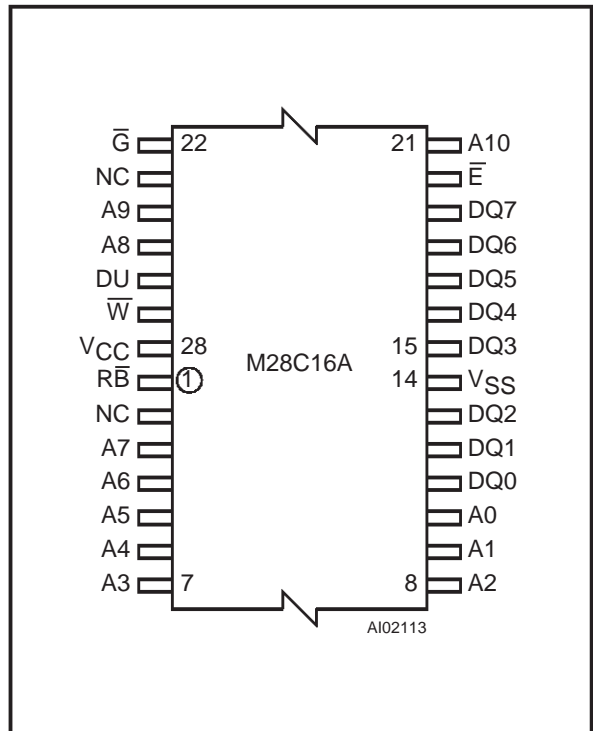 G̅ 22 21 A10
NC E̅
A9 DQ7
A8 DQ6
DU DQ5
W̅ DQ4
VCC 28 15 DQ3
M28C16A
RB̅ 1 14 VSS
NC DQ2
A7 DQ1
A6 DQ0
A5 A0
A4 A1
A3 7 8 A2
AI02113